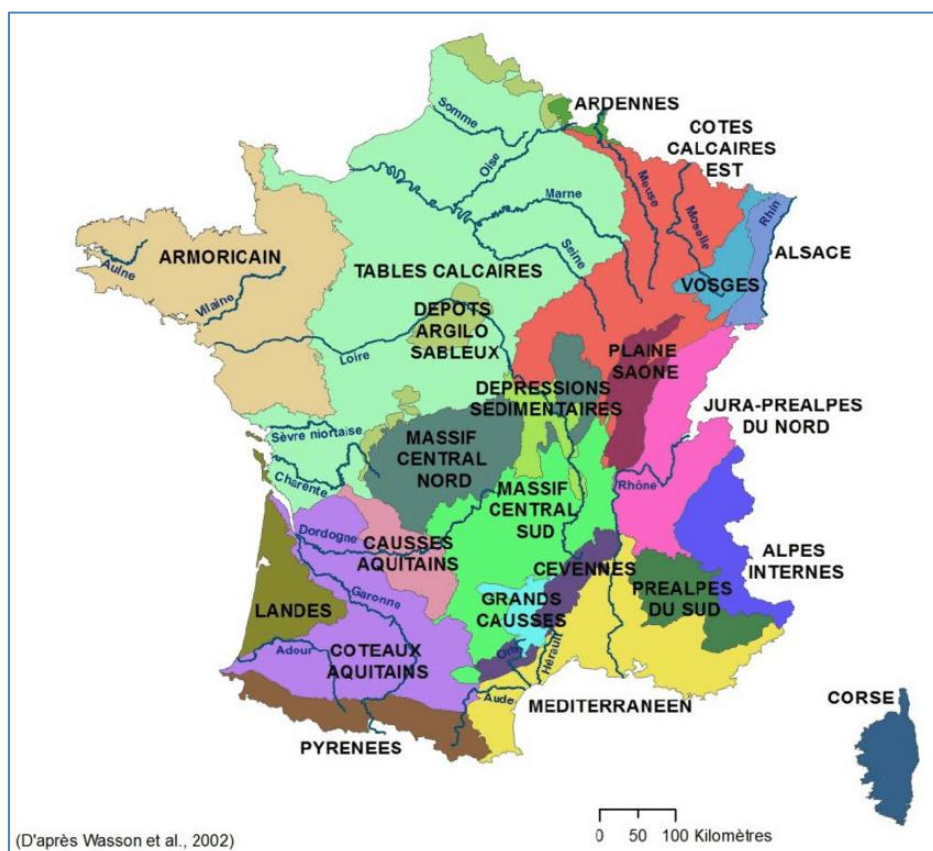 ARDENNES
COTES
CALCAIRES
EST
Somme
Oise
Meuse
Marne
Moselle
Rhin
Seine
ARMORICAIN
Aulne
Vilaine
TABLES CALCAIRES
ALSACE
VOSGES
DEPOTS
ARGILO
SABLEUX
Loire
PLAINE
SAONE
DEPRESSIONS
SEDIMENTAIRES
JURA-PREALPES
DU NORD
Sèvre niortaise
MASSIF
CENTRAL
NORD
Charente
Rhône
MASSIF
CENTRAL
SUD
Dordogne
CAUSSES
AQUITAINS
ALPES
INTERNES
CEVENNES
PREALPES
DU SUD
Garonne
GRANDS
CAUSSES
LANDES
Adour
COTEAUX
AQUITAINS
Orb
Hérault
Aude
MEDITERRANEEN
CORSE
PYRENEES
0 50 100 Kilomètres
(D'après Wasson et al., 2002)